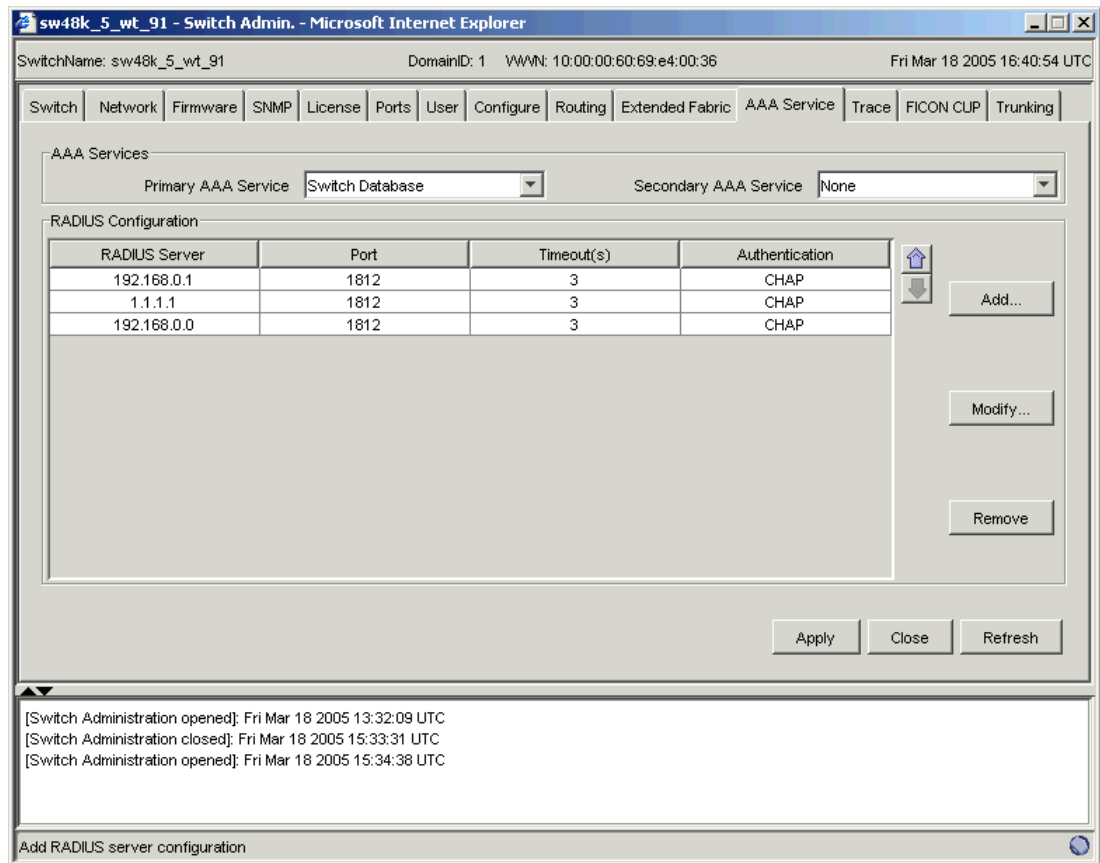 sw48k_5_wt_91 - Switch Admin. - Microsoft Internet Explorer
SwitchName: sw48k_5_wt_91 DomainID: 1 WWN: 10:00:00:60:69:e4:00:36 Fri Mar 18 2005 16:40:54 UTC
Switch Network Firmware SNMP License Ports User Configure Routing Extended Fabric AAA Service Trace FICON CUP Trunking
AAA Services
Primary AAA Service Switch Database Secondary AAA Service None
RADIUS Configuration
RADIUS Server Port Timeout(s) Authentication
192.168.0.1 1812 3 CHAP
1.1.1.1 1812 3 CHAP
192.168.0.0 1812 3 CHAP
Add...
Modify...
Remove
Apply Close Refresh
[Switch Administration opened]: Fri Mar 18 2005 13:32:09 UTC
[Switch Administration closed]: Fri Mar 18 2005 15:33:31 UTC
[Switch Administration opened]: Fri Mar 18 2005 15:34:38 UTC
Add RADIUS server configuration